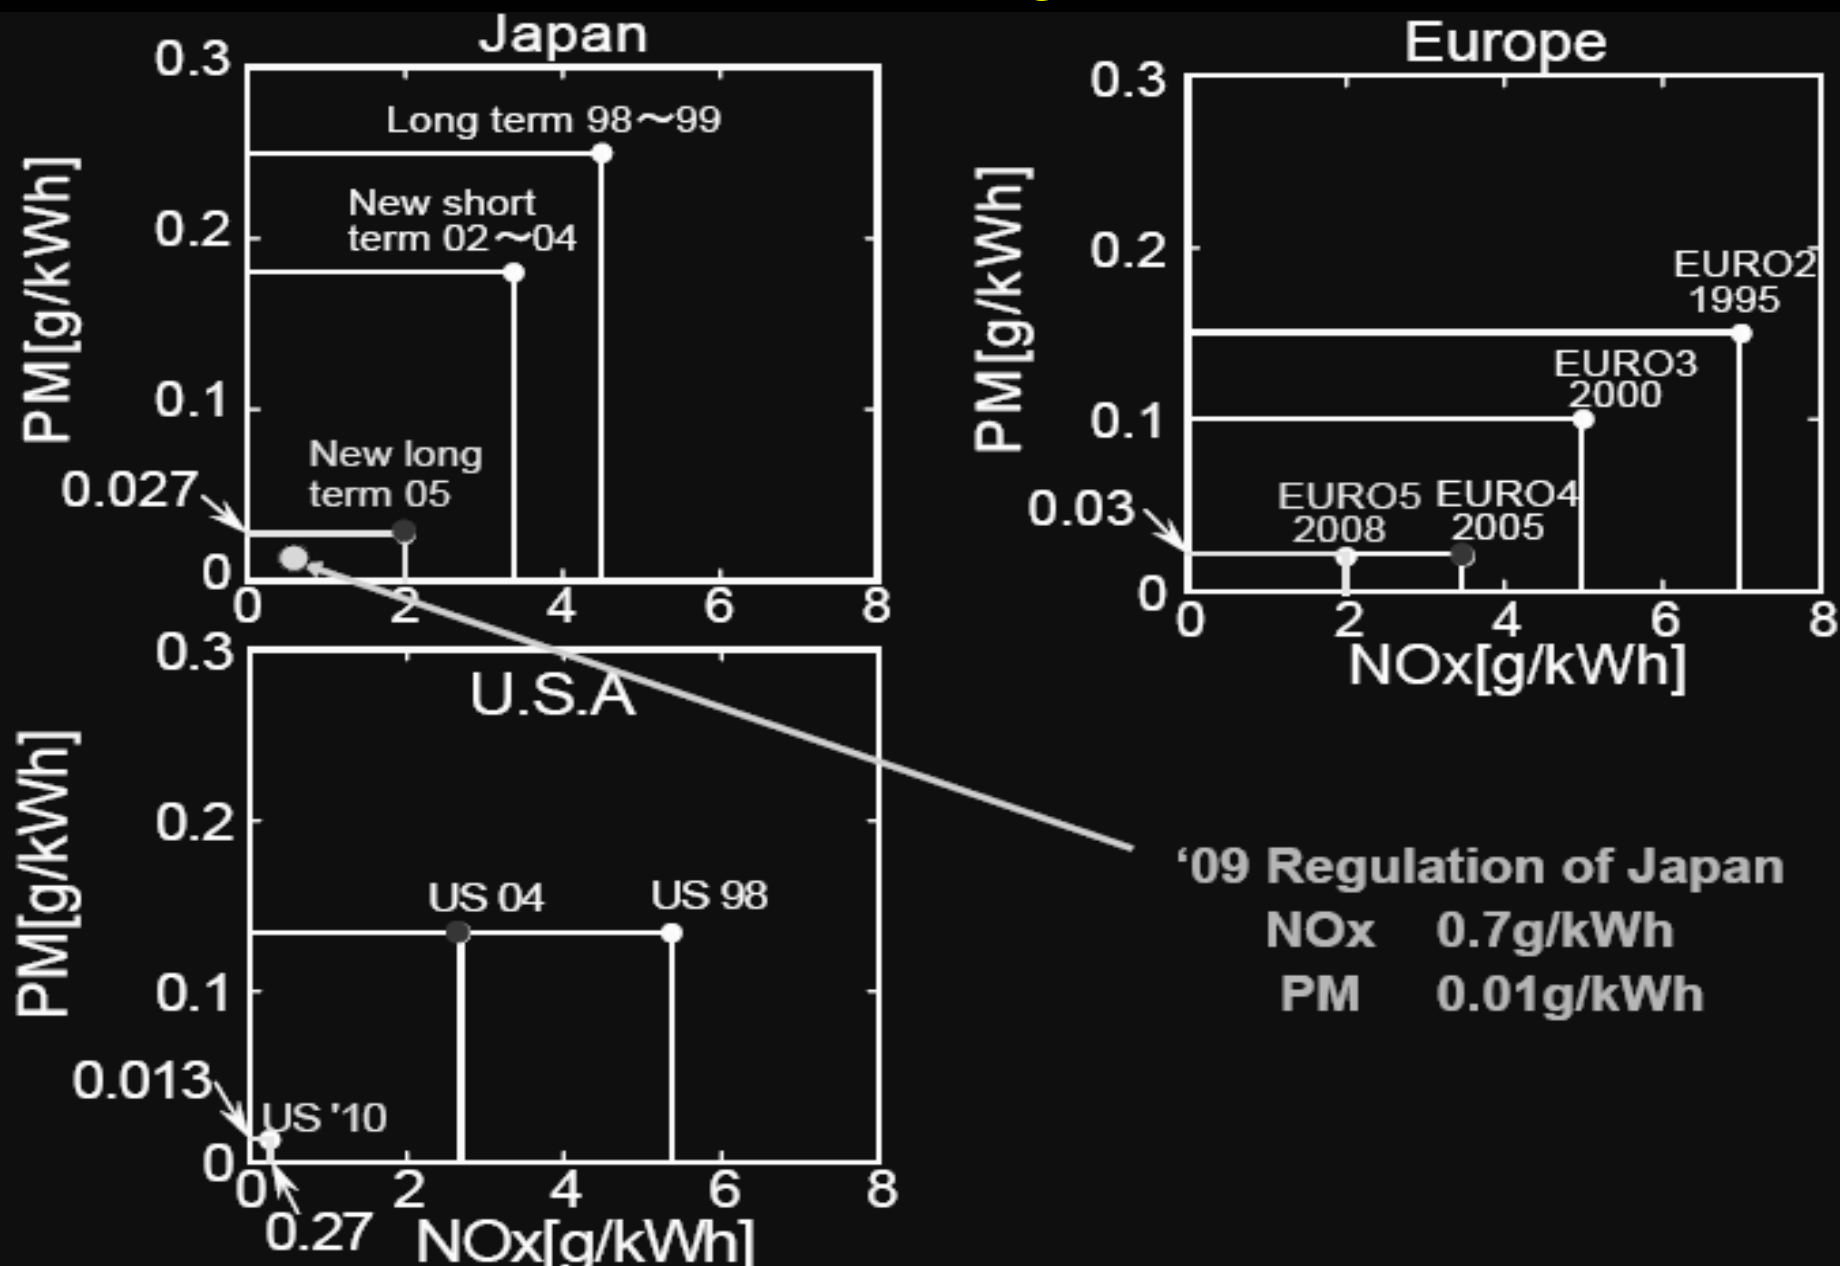 Japan
0.3
0.2
0.1
0
PM[g/kWh]
Long term 98～99
New short
term 02～04
New long
term 05
0.027
0 2 4 6 8
Europe
0.3
0.2
0.1
0
PM[g/kWh]
EURO2
1995
EURO3
2000
EURO5
2008
EURO4
2005
0.03
0 2 4 6 8
NOx[g/kWh]
U.S.A
0.3
0.2
0.1
0
PM[g/kWh]
US 04
US 98
0.013
US '10
0 2 4 6 8
0.27
NOx[g/kWh]
‘09 Regulation of Japan
NOx 0.7g/kWh
PM 0.01g/kWh